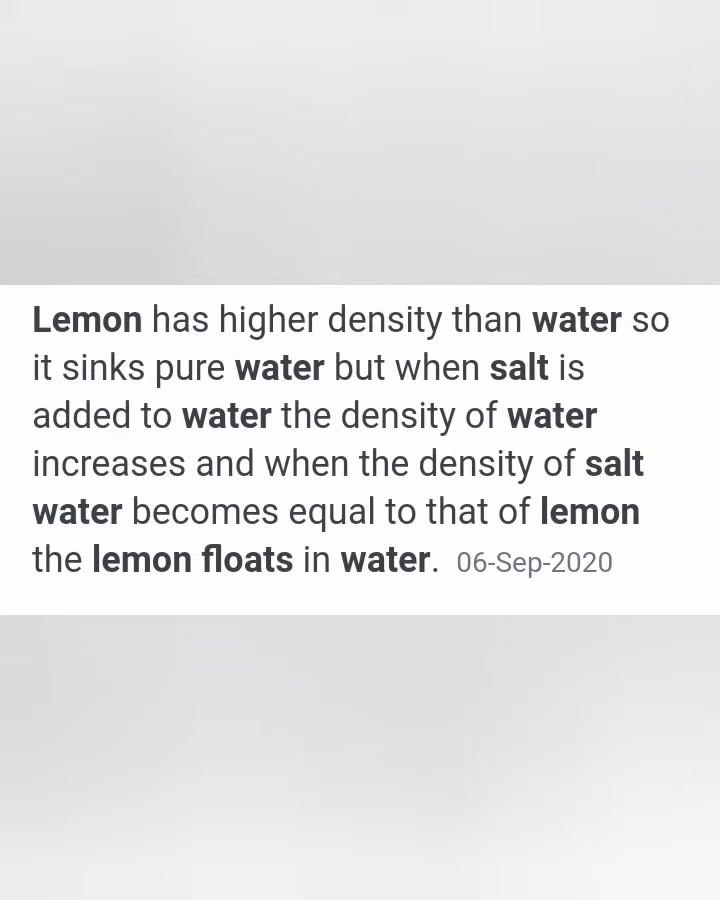 Lemon has higher density than water so
it sinks pure water but when salt is
added to water the density of water
increases and when the density of salt
water becomes equal to that of lemon
the lemon floats in water. 06-Sep-2020